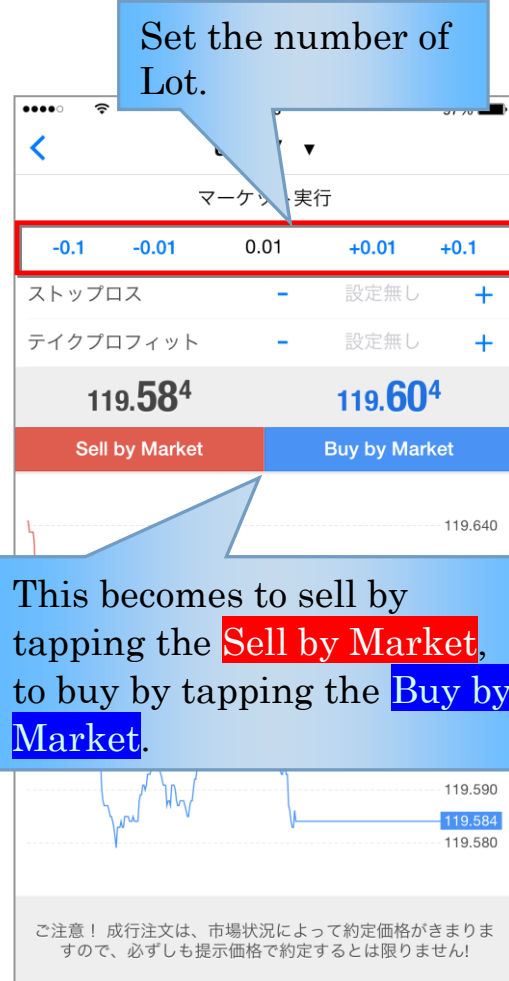 Set the number of
Lot.
マーケット実行
-0.1 -0.01 0.01 +0.01 +0.1
ストップロス - 設定無し +
テイクプロフィット - 設定無し +
119.584 119.604
Sell by Market Buy by Market
119.640
This becomes to sell by
tapping the Sell by Market,
to buy by tapping the Buy by
Market.
119.590
119.584
119.580
ご注意！ 成行注文は、市場状況によって約定価格がきまりま
すので、必ずしも提示価格で約定するとは限りません!